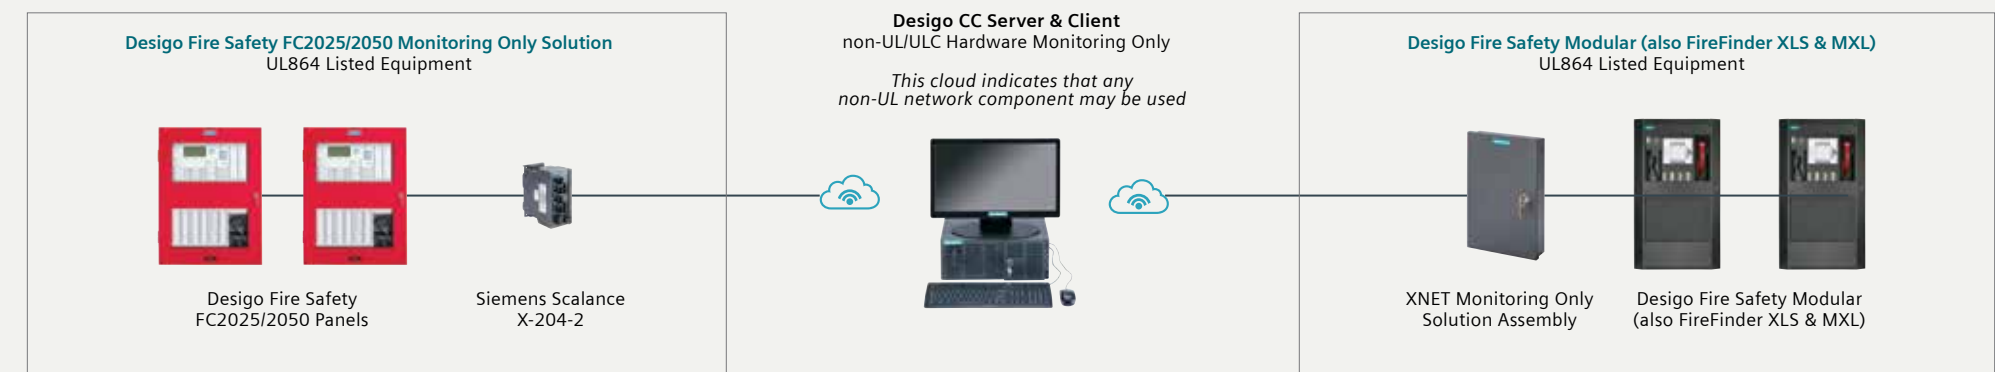 Desigo Fire Safety FC2025/2050 Monitoring Only Solution
UL864 Listed Equipment
Desigo Fire Safety
FC2025/2050 Panels
Siemens Scalance
X-204-2
Desigo CC Server & Client
non-UL/ULC Hardware Monitoring Only
This cloud indicates that any
non-UL network component may be used
Desigo Fire Safety Modular (also FireFinder XLS & MXL)
UL864 Listed Equipment
XNET Monitoring Only
Solution Assembly
Desigo Fire Safety Modular
(also FireFinder XLS & MXL)